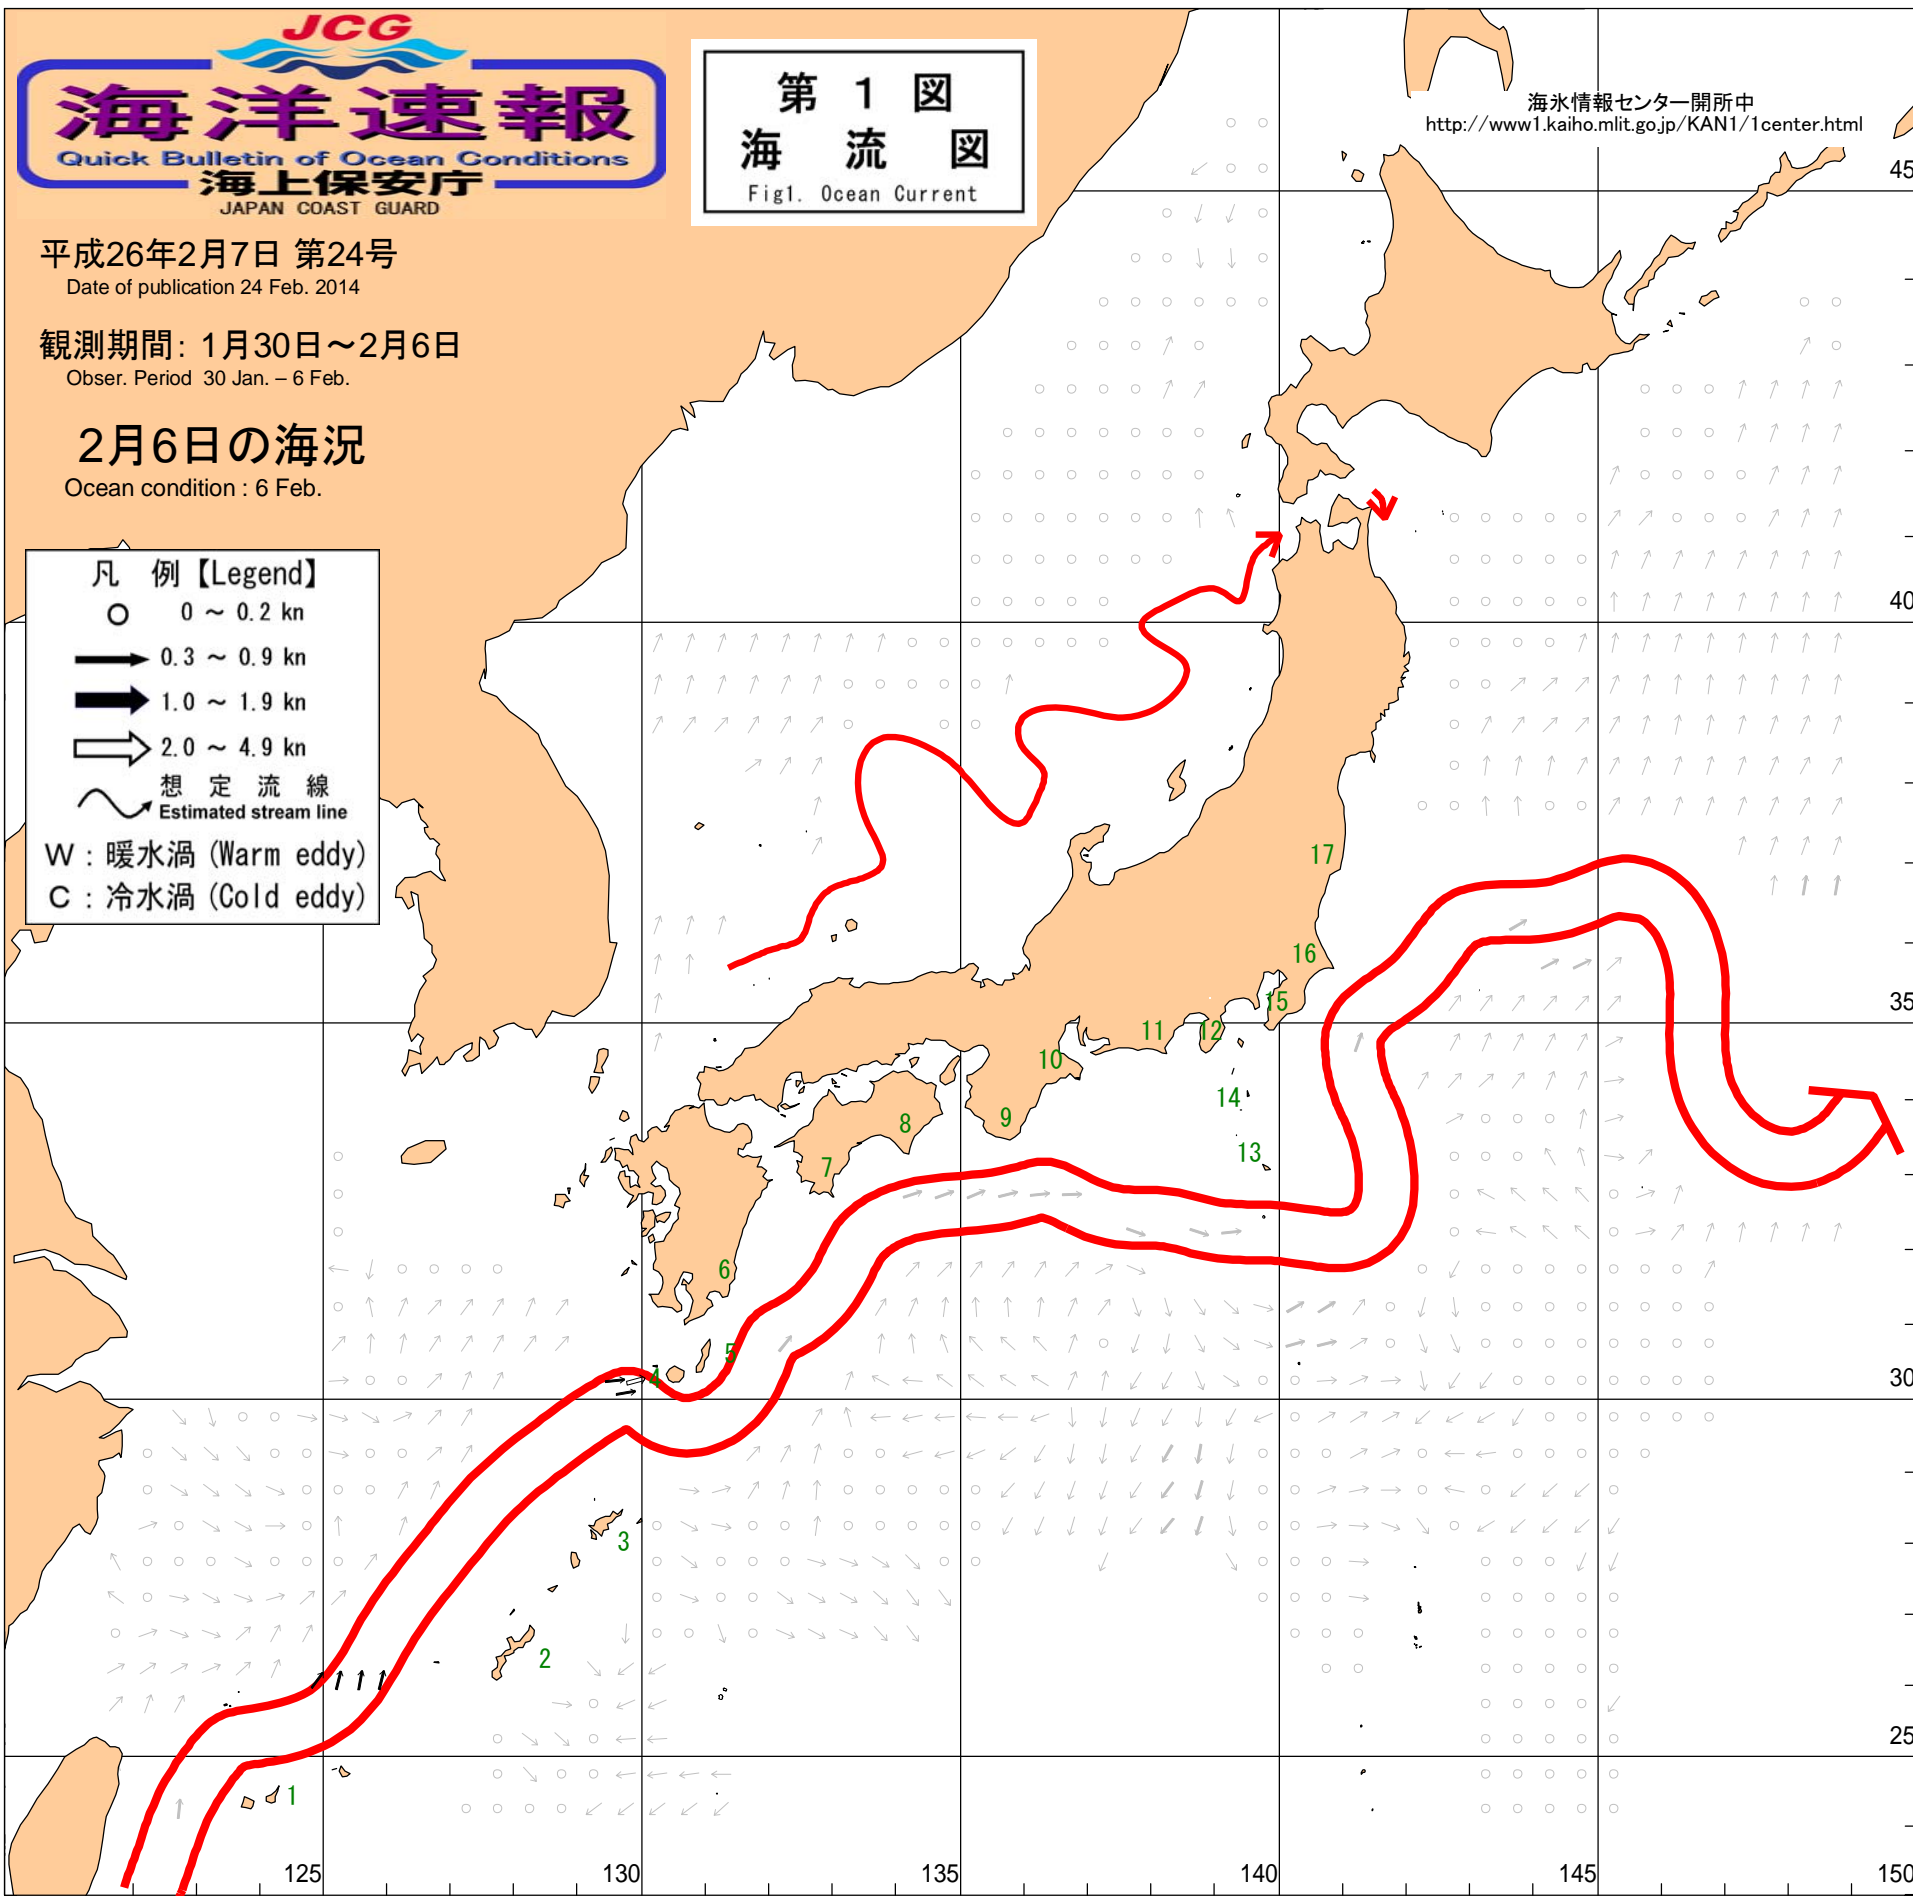 JCG
海洋速報
Quick Bulletin of Ocean Conditions
海上保安庁
JAPAN COAST GUARD
第 1 図
海 流 図
Fig1. Ocean Current
海氷情報センター開所中
http://www1.kaiho.mlit.go.jp/KAN1/1center.html
平成26年2月7日 第24号
Date of publication 24 Feb. 2014
観測期間: 1月30日～2月6日
Obser. Period 30 Jan. – 6 Feb.
2月6日の海況
Ocean condition : 6 Feb.
凡 例【Legend】
0 ～ 0.2 kn
0.3 ～ 0.9 kn
1.0 ～ 1.9 kn
2.0 ～ 4.9 kn
想 定 流 線
Estimated stream line
W : 暖水渦 (Warm eddy)
C : 冷水渦 (Cold eddy)
45
40
17
16
35
15
12
11
10
14
9
8
13
7
6
5
4
30
3
2
25
1
125
130
135
140
145
150